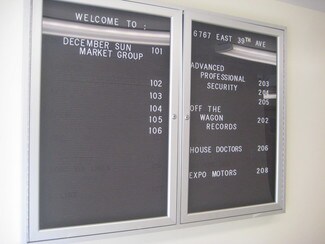 WELCOME TO :
DECEMBER SUN 101
MARKET GROUP
102
103
104
105
106
6767 EAST 39TH AVE
ADVANCED
PROFESSIONAL
SECURITY 203
204
205
OFF THE
WAGON 202
RECORDS
HOUSE DOCTORS 206
EXPO MOTORS 208